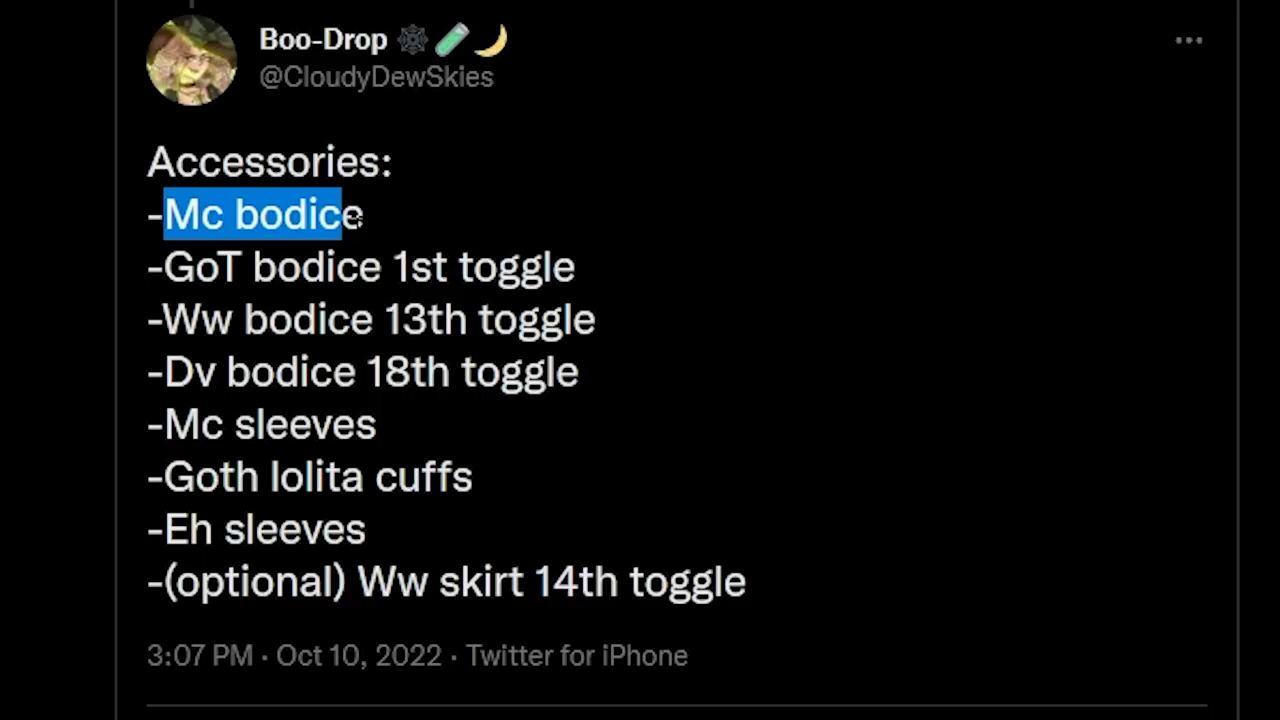 Boo-Drop 🕸️🧪🌙
@CloudyDewSkies
Accessories:
-Mc bodice
-GoT bodice 1st toggle
-Ww bodice 13th toggle
-Dv bodice 18th toggle
-Mc sleeves
-Goth lolita cuffs
-Eh sleeves
-(optional) Ww skirt 14th toggle
3:07 PM · Oct 10, 2022 · Twitter for iPhone